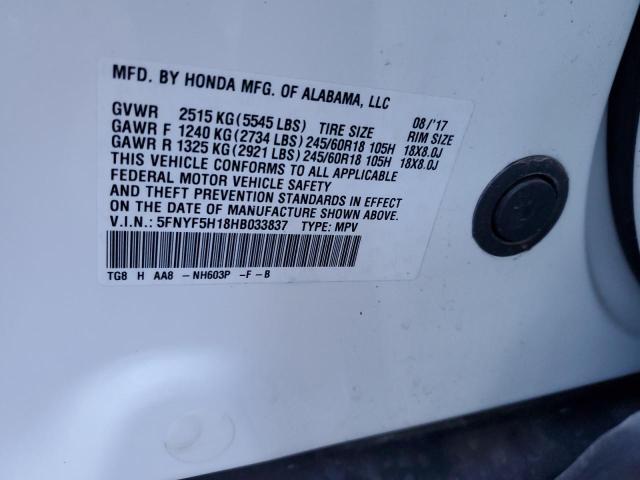 MFD. BY HONDA MFG. OF ALABAMA, LLC
08/'17
GVWR 2515 KG (5545 LBS) TIRE SIZE RIM SIZE
GAWR F 1240 KG (2734 LBS) 245/60R18 105H 18X8.0J
GAWR R 1325 KG (2921 LBS) 245/60R18 105H 18X8.0J
THIS VEHICLE CONFORMS TO ALL APPLICABLE
FEDERAL MOTOR VEHICLE SAFETY
AND THEFT PREVENTION STANDARDS IN EFFECT
ON THE DATE OF MANUFACTURE SHOWN ABOVE.
V.I.N.: 5FNYF5H18HB033837 TYPE: MPV
TG8 H AA8 -NH603P -F -B